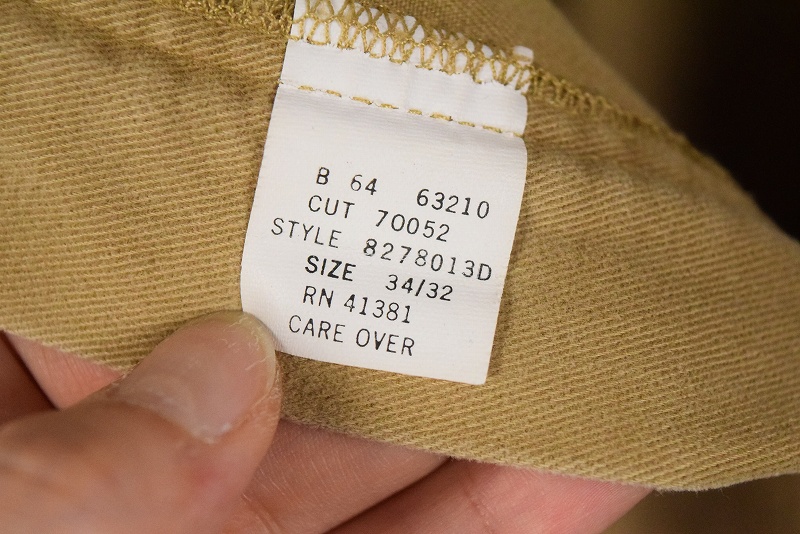 B 64 63210
CUT 70052
STYLE 8278013D
SIZE 34/32
RN 41381
CARE OVER